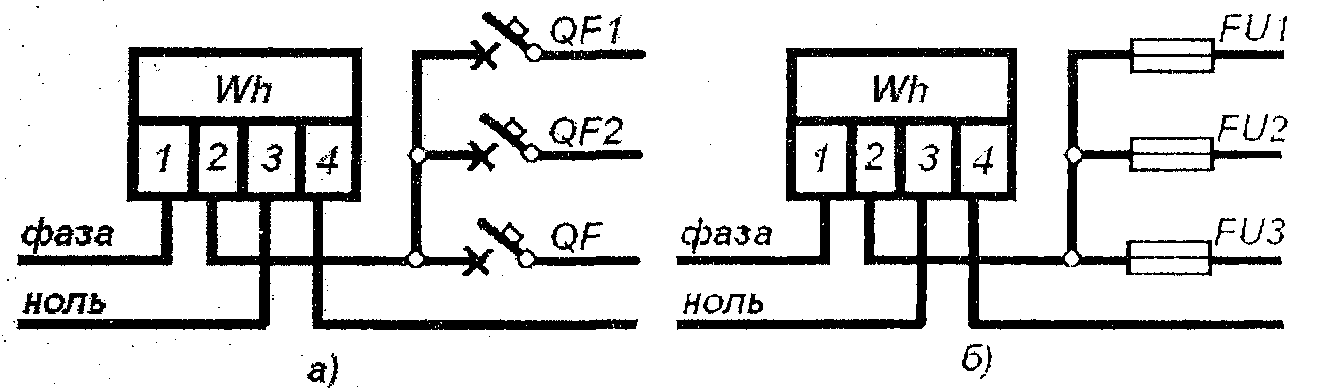 QF1
Wh
1 2 3 4
QF2
фаза
QF
ноль
а)
FU1
Wh
1 2 3 4
FU2
фаза
FU3
ноль
б)